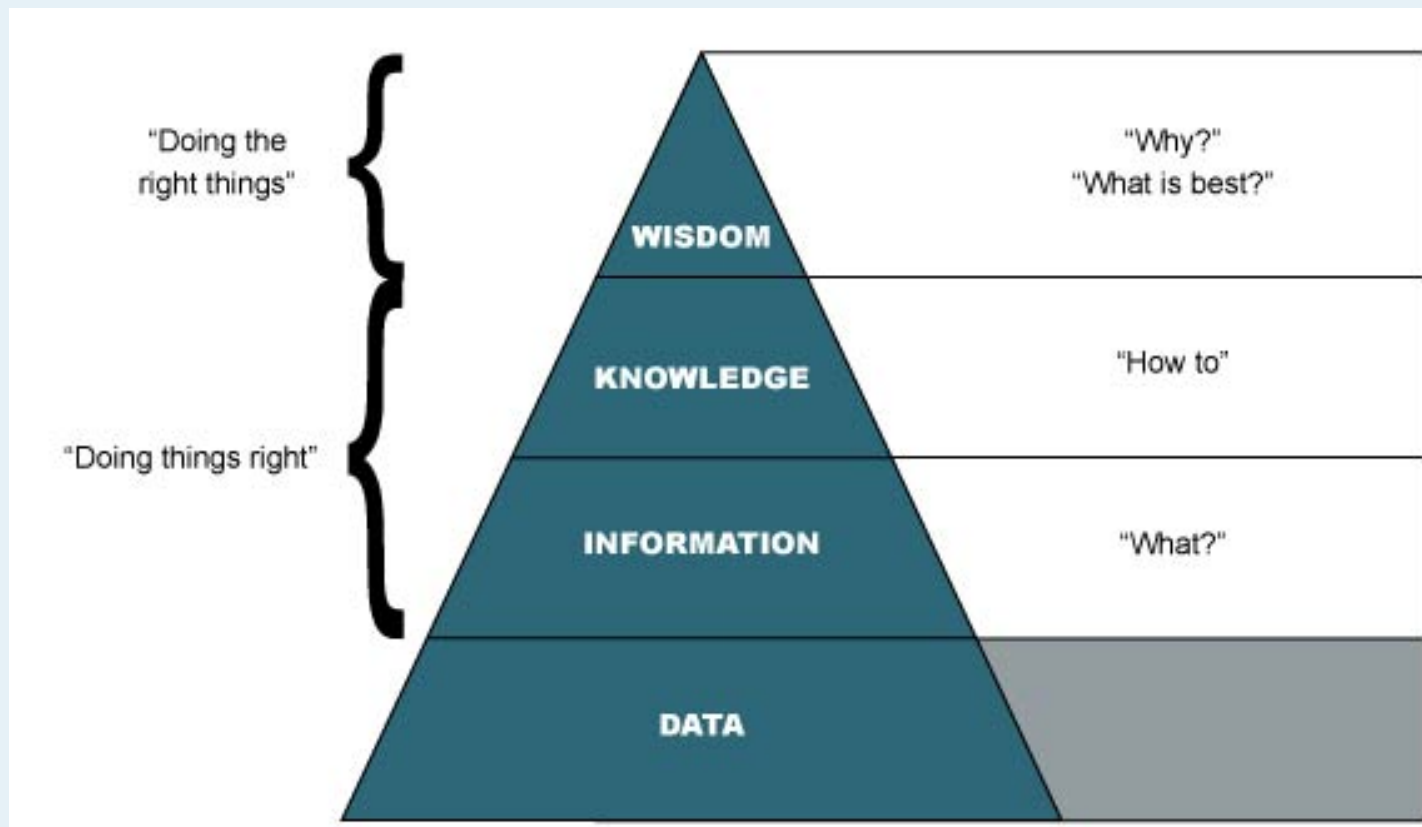 “Doing the
right things”
“Why?”
“What is best?”
WISDOM
KNOWLEDGE
“How to”
“Doing things right”
INFORMATION
“What?”
DATA